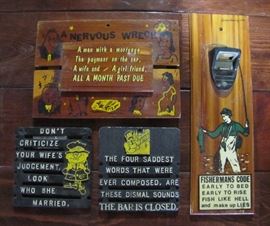 A NERVOUS WRECK
A man with a mortgage,
Two payment on the car,
A wife and A girl friend,
ALL A MONTH PAST DUE
DON'T
CRITICIZE
YOUR WIFE'S
JUDGEMENT,
LOOK
WHO SHE
MARRIED.
THE FOUR SADDEST
WORDS THAT WERE
EVER COMPOSED, ARE
THESE DISMAL SOUNDS
THE BAR IS CLOSED.
FISHERMANS CODE
EARLY TO BED
EARLY TO RISE
FISH LIKE HELL
and make up LIES